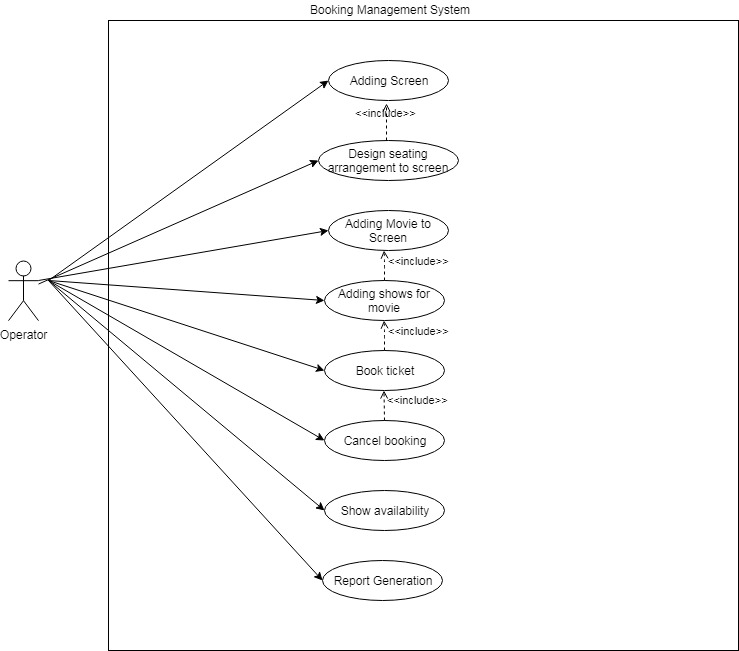 Booking Management System
Adding Screen
<<include>>
Design seating
arrangement to screen
Adding Movie to
Screen
<<include>>
Adding shows for
movie
Operator
<<include>>
Book ticket
<<include>>
Cancel booking
Show availability
Report Generation